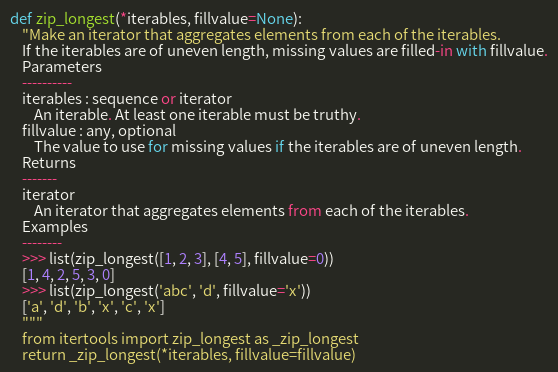 def zip_longest(*iterables, fillvalue=None):
"Make an iterator that aggregates elements from each of the iterables.
If the iterables are of uneven length, missing values are filled-in with fillvalue.
Parameters
----------
iterables : sequence or iterator
An iterable. At least one iterable must be truthy.
fillvalue : any, optional
The value to use for missing values if the iterables are of uneven length.
Returns
-------
iterator
An iterator that aggregates elements from each of the iterables.
Examples
--------
>>> list(zip_longest([1, 2, 3], [4, 5], fillvalue=0))
[1, 4, 2, 5, 3, 0]
>>> list(zip_longest('abc', 'd', fillvalue='x'))
['a', 'd', 'b', 'x', 'c', 'x']
"""
from itertools import zip_longest as _zip_longest
return _zip_longest(*iterables, fillvalue=fillvalue)